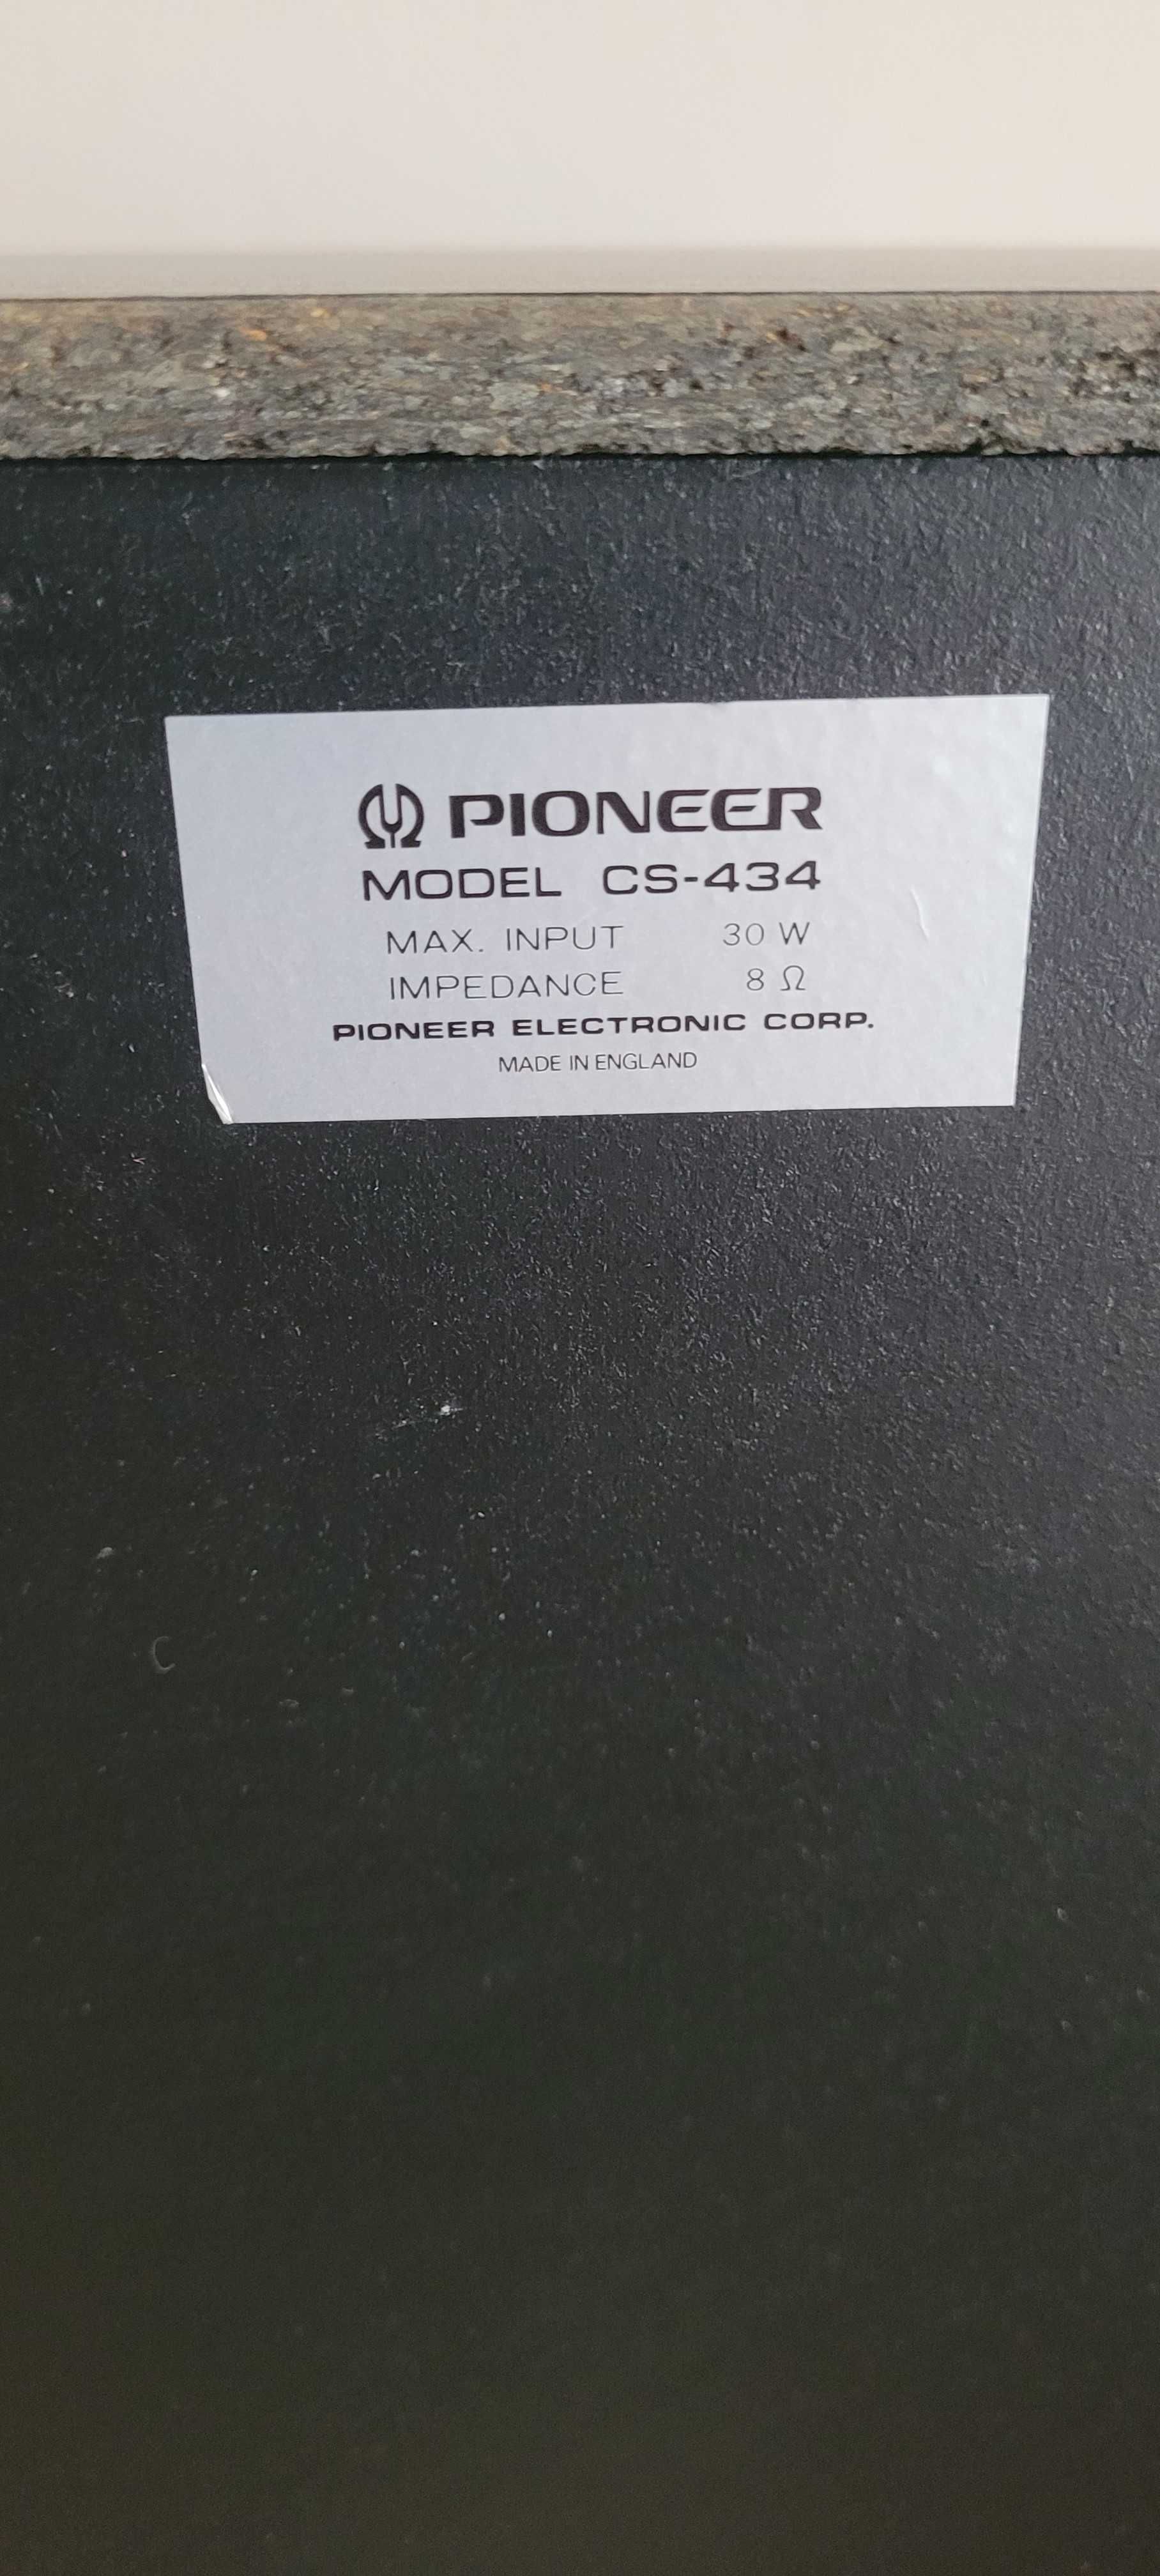 PIONEER
MODEL CS-434
MAX. INPUT 30 W
IMPEDANCE 8 Ω
PIONEER ELECTRONIC CORP.
MADE IN ENGLAND